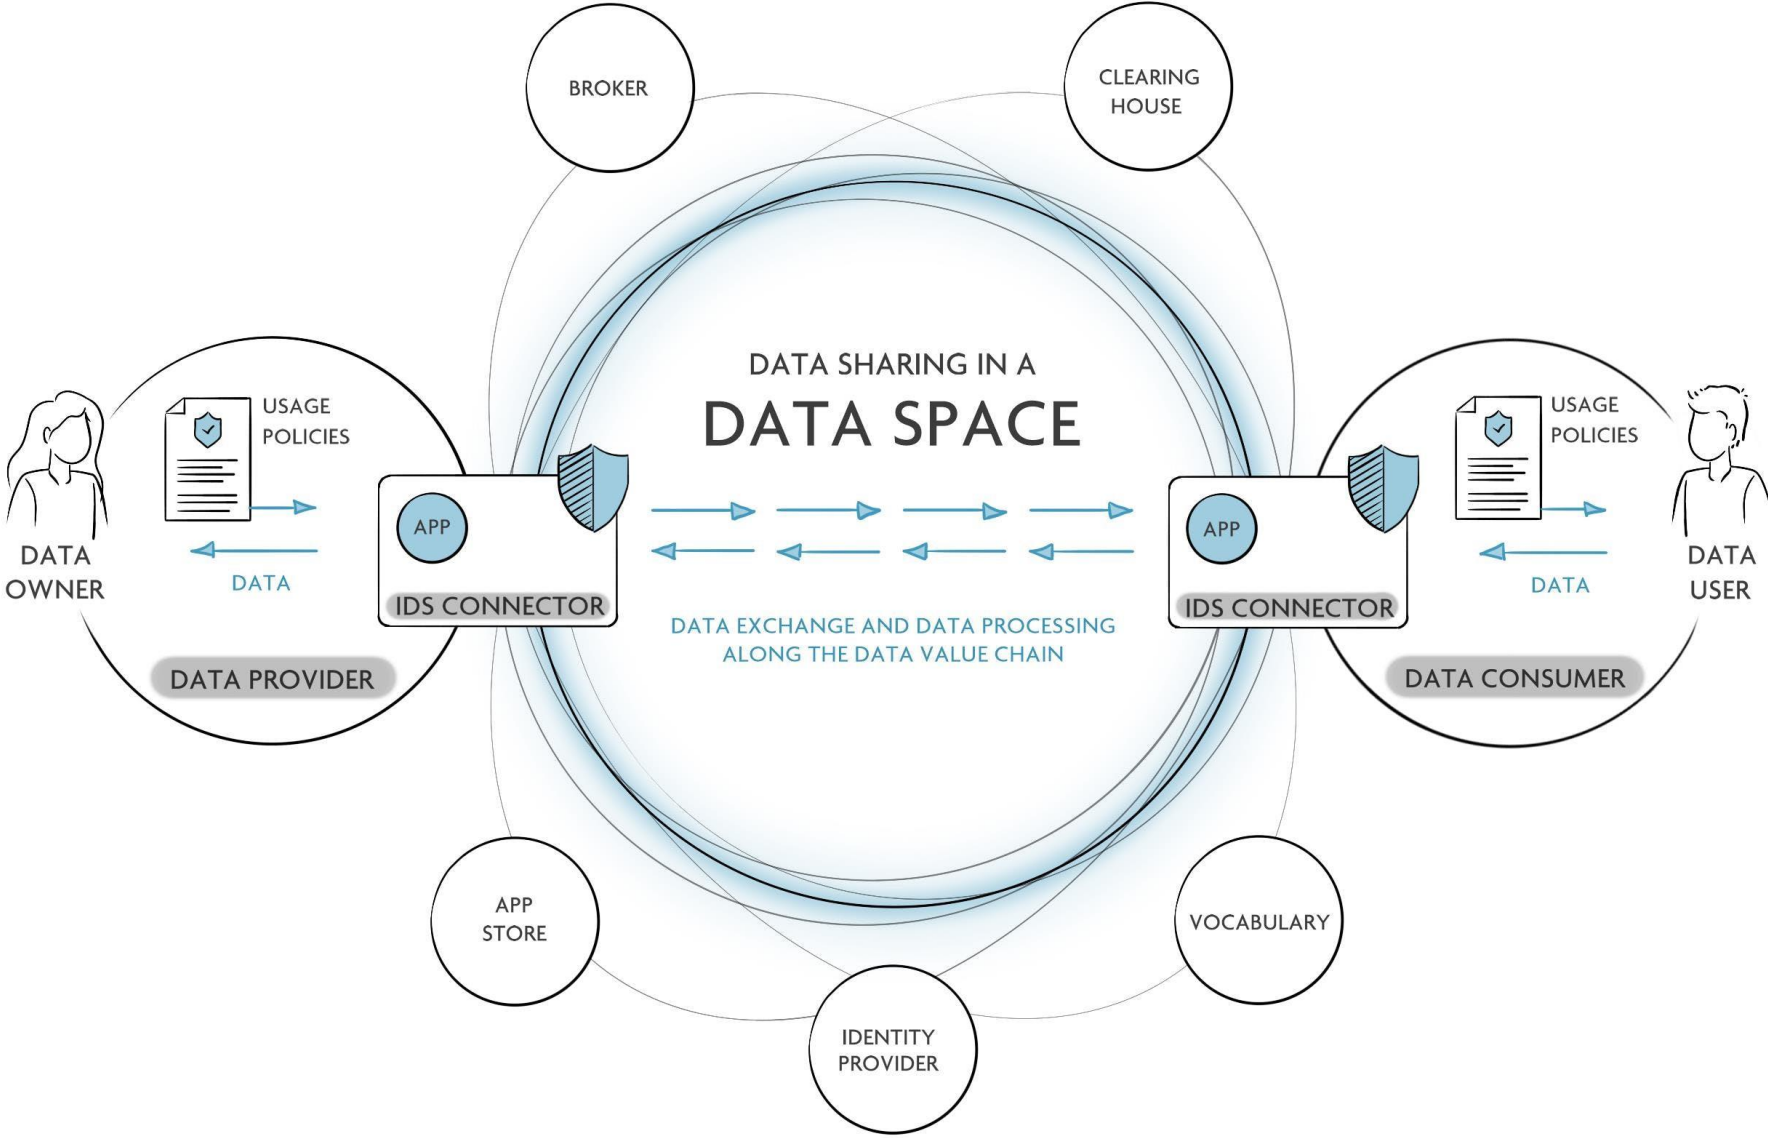 BROKER
CLEARING
HOUSE
DATA SHARING IN A
DATA SPACE
USAGE
POLICIES
APP
IDS CONNECTOR
DATA
DATA
OWNER
DATA PROVIDER
DATA EXCHANGE AND DATA PROCESSING
ALONG THE DATA VALUE CHAIN
USAGE
POLICIES
APP
IDS CONNECTOR
DATA
DATA
USER
DATA CONSUMER
APP
STORE
IDENTITY
PROVIDER
VOCABULARY